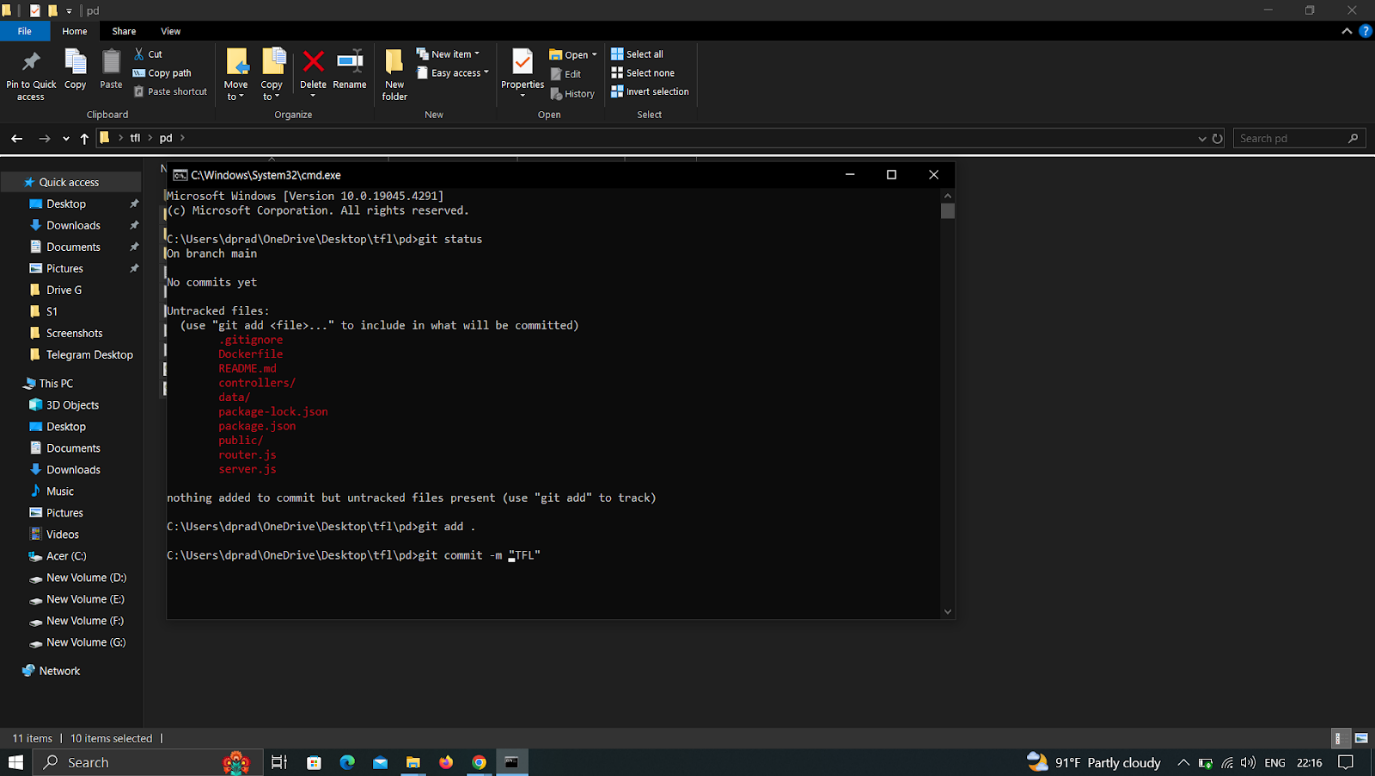 pd
File
Home
Share
View
Pin to Quick access
Copy
Paste
Cut
Copy path
Paste shortcut
Clipboard
Move to
Copy to
Delete
Rename
Organize
New folder
New item
Easy access
New
Properties
Open
Edit
History
Open
Select all
Select none
Invert selection
Select
tfl
pd
Search pd
Quick access
Desktop
Downloads
Documents
Pictures
Drive G
S1
Screenshots
Telegram Desktop
This PC
3D Objects
Desktop
Documents
Downloads
Music
Pictures
Videos
Acer (C:)
New Volume (D:)
New Volume (E:)
New Volume (F:)
New Volume (G:)
Network
C:\Windows\System32\cmd.exe
Microsoft Windows [Version 10.0.19045.4291]
(c) Microsoft Corporation. All rights reserved.
C:\Users\dprad\OneDrive\Desktop\tfl\pd>git status
On branch main
No commits yet
Untracked files:
(use "git add <file>..." to include in what will be committed)
.gitignore
Dockerfile
README.md
controllers/
data/
package-lock.json
package.json
public/
router.js
server.js
nothing added to commit but untracked files present (use "git add" to track)
C:\Users\dprad\OneDrive\Desktop\tfl\pd>git add .
C:\Users\dprad\OneDrive\Desktop\tfl\pd>git commit -m "TFL"
11 items
10 items selected
Search
91°F Partly cloudy
ENG
22:16